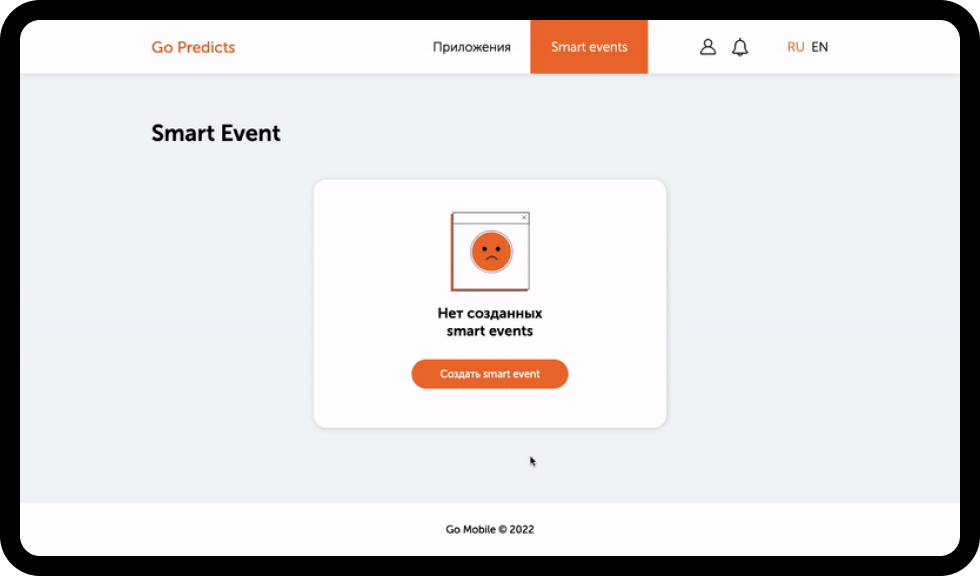 Go Predicts
Приложения
Smart events
RU EN
Smart Event
Нет созданных
smart events
Создать smart event
Go Mobile © 2022